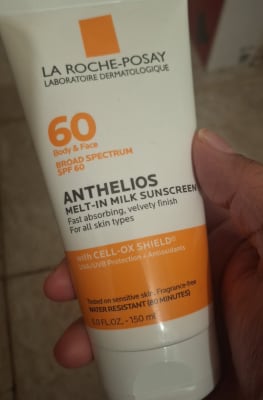 LA ROCHE-POSAY
LABORATOIRE DERMATOLOGIQUE
60
Body & Face
BROAD SPECTRUM
SPF 60
ANTHELIOS
MELT-IN MILK SUNSCREEN
Fast absorbing, velvety finish
For all skin types
with CELL-OX SHIELD®
UVA/UVB Protection + Antioxidants
Tested on sensitive skin, Fragrance-free
WATER RESISTANT (80 MINUTES)
5.0 FL.OZ. - 150 ml